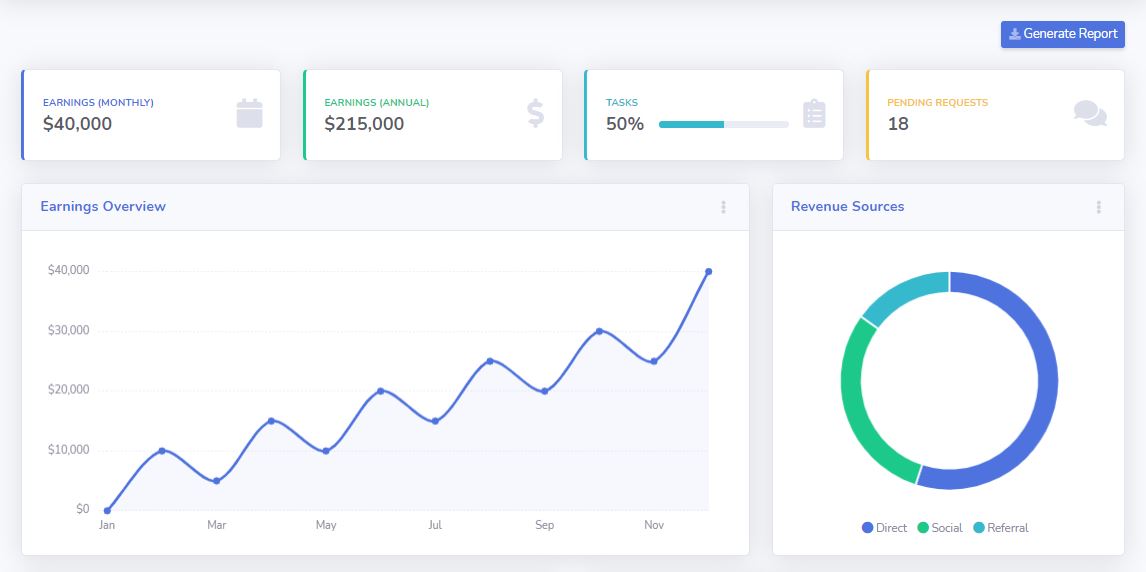 Generate Report
EARNINGS (MONTHLY)
$40,000
EARNINGS (ANNUAL)
$215,000
TASKS
50%
PENDING REQUESTS
18
Earnings Overview
$40,000
$30,000
$20,000
$10,000
$0
Jan Mar May Jul Sep Nov
Revenue Sources
Direct Social Referral